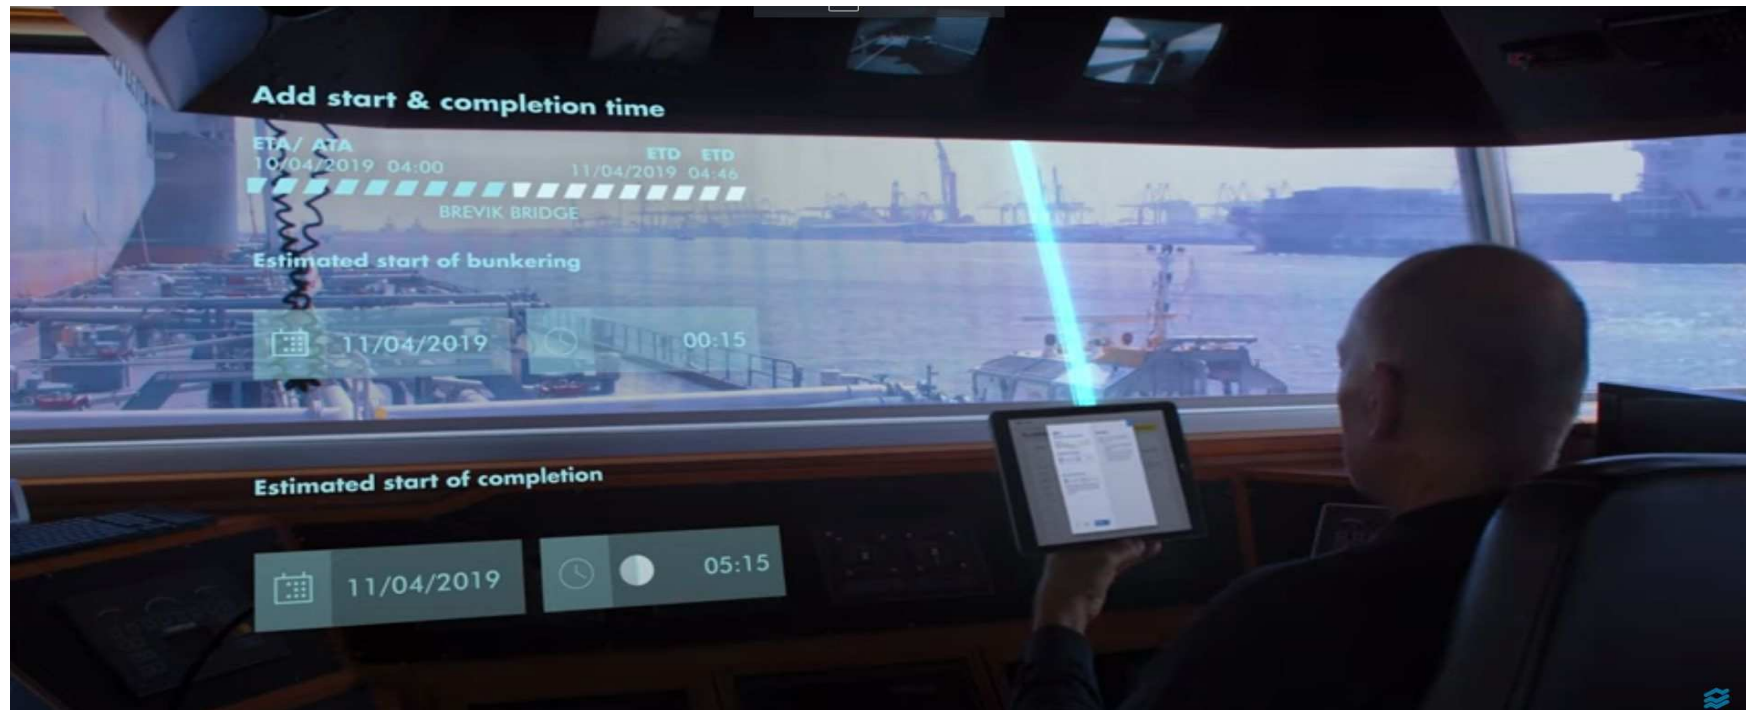 Add start & completion time
ETA/ ATA
10/04/2019 04:00
ETD ETD
11/04/2019 04:46
BREVIK BRIDGE
Estimated start of bunkering
11/04/2019
00:15
Estimated start of completion
11/04/2019
05:15